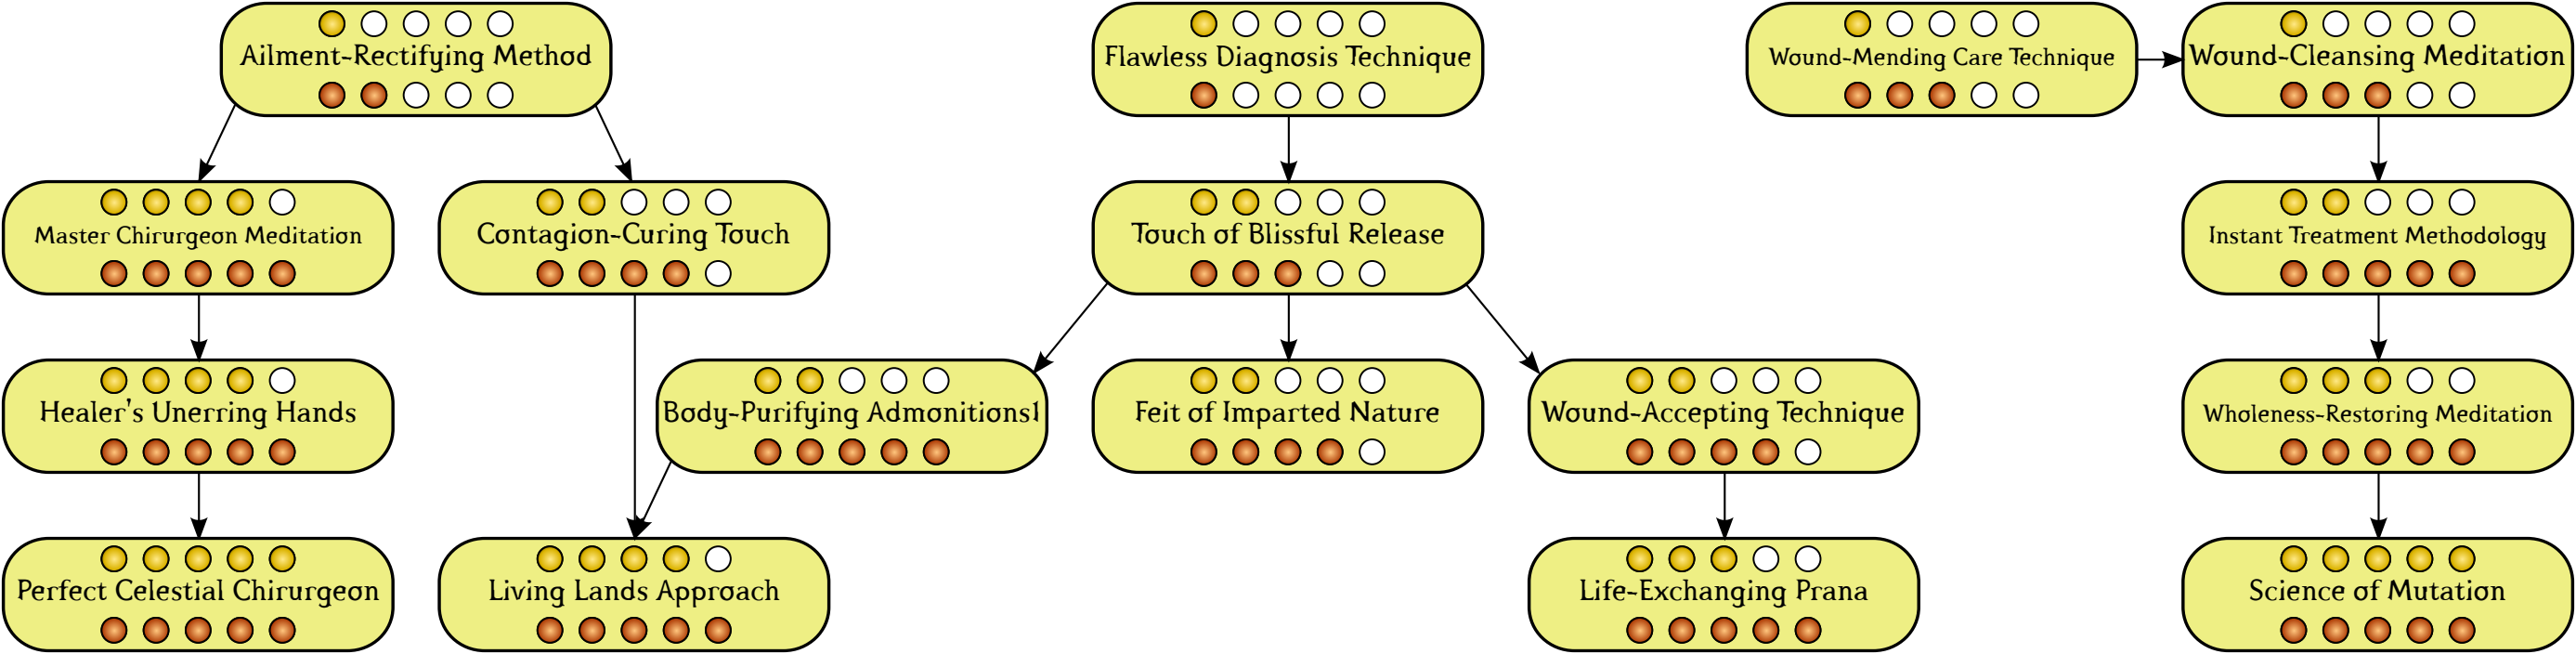 Ailment-Rectifying Method
Flawless Diagnosis Technique
Wound-Mending Care Technique
Wound-Cleansing Meditation
Master Chirurgeon Meditation
Contagion-Curing Touch
Touch of Blissful Release
Instant Treatment Methodology
Healer's Unerring Hands
Body-Purifying Admonitions1
Feit of Imparted Nature
Wound-Accepting Technique
Wholeness-Restoring Meditation
Perfect Celestial Chirurgeon
Living Lands Approach
Life-Exchanging Prana
Science of Mutation